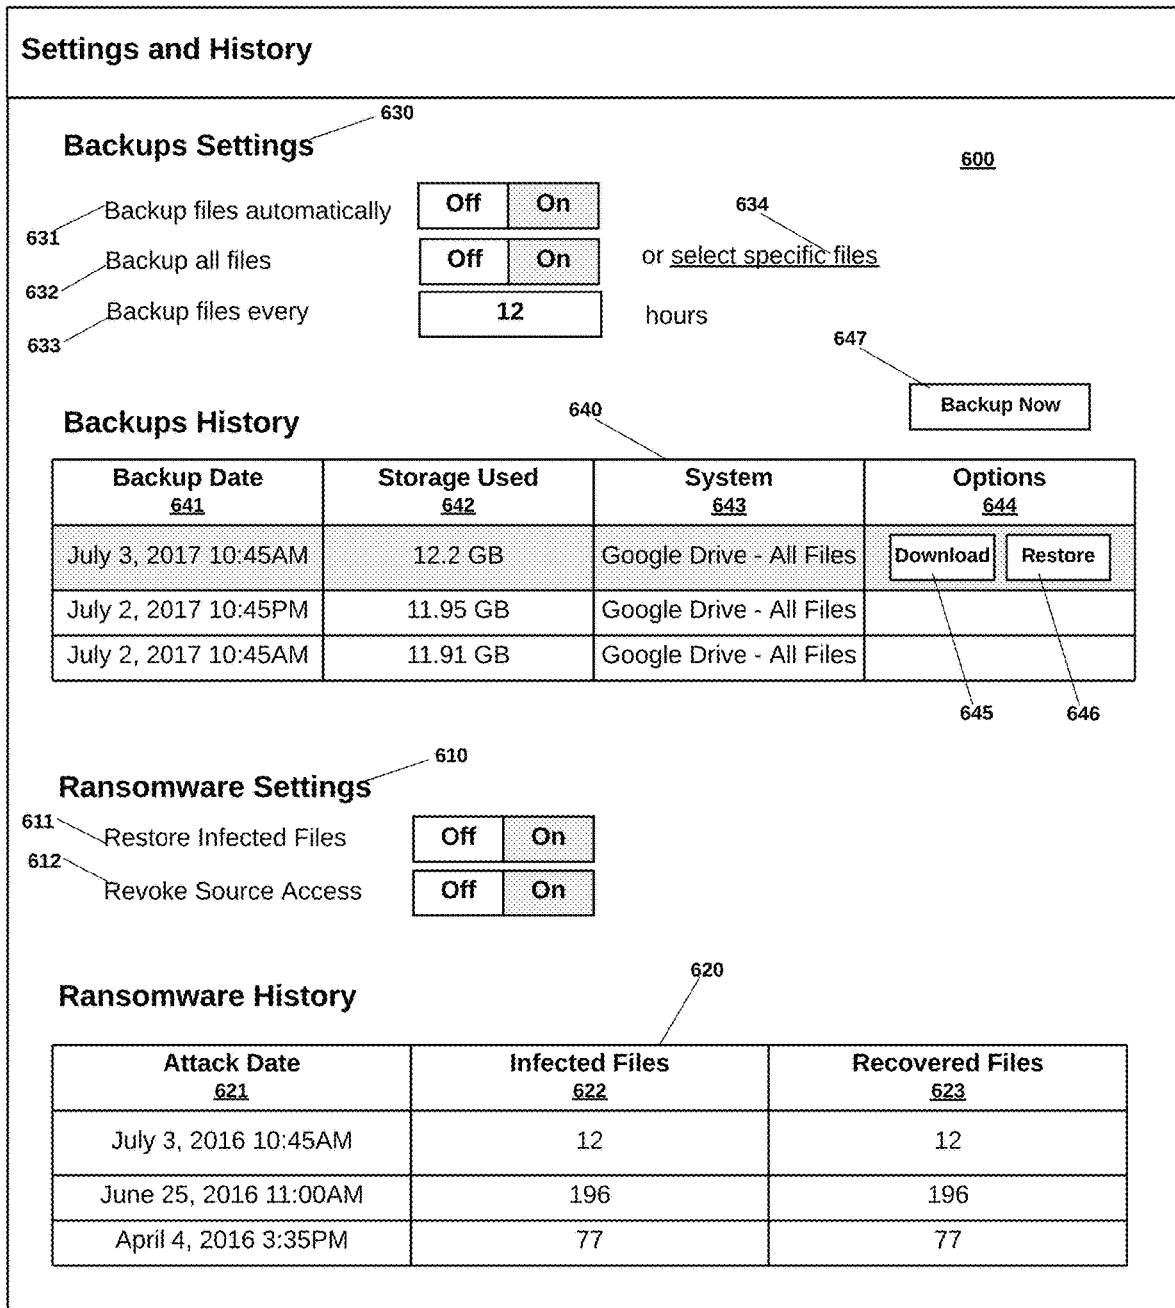 Settings and History
630
Backups Settings
600
Backup files automatically Off On
634
631
Backup all files Off On or select specific files
632
Backup files every 12 hours
633
647
Backup Now
640
Backups History
Backup Date Storage Used System Options
641 642 643 644
July 3, 2017 10:45AM 12.2 GB Google Drive - All Files Download Restore
July 2, 2017 10:45PM 11.95 GB Google Drive - All Files
July 2, 2017 10:45AM 11.91 GB Google Drive - All Files
645 646
610
Ransomware Settings
611
Restore Infected Files Off On
612
Revoke Source Access Off On
620
Ransomware History
Attack Date Infected Files Recovered Files
621 622 623
July 3, 2016 10:45AM 12 12
June 25, 2016 11:00AM 196 196
April 4, 2016 3:35PM 77 77